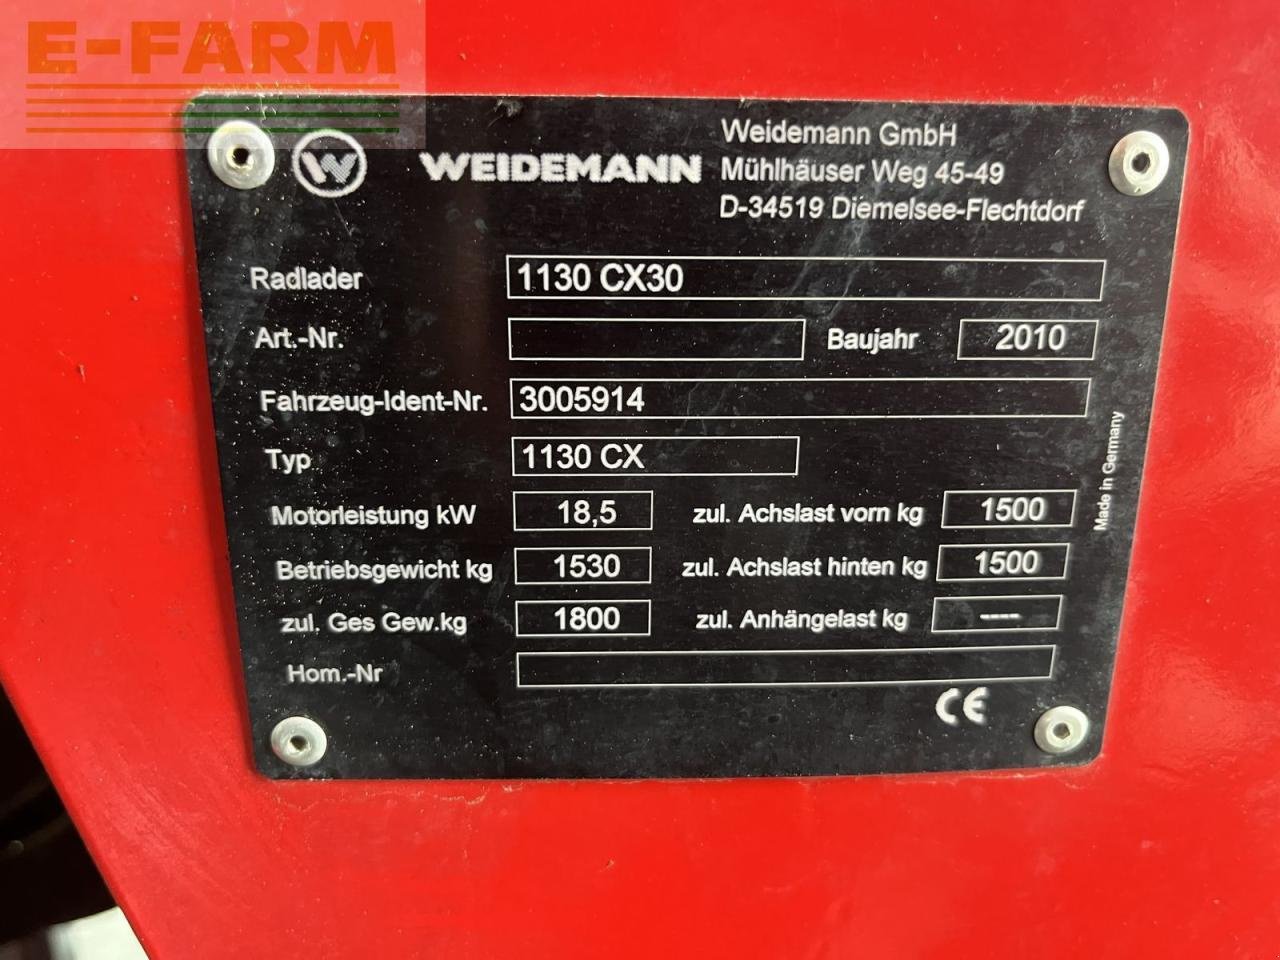 E-FARM
W WEIDEMANN
Weidemann GmbH
Mühlhäuser Weg 45-49
D-34519 Diemelsee-Flechtdorf
Radlader 1130 CX30
Art.-Nr. Baujahr 2010
Fahrzeug-Ident-Nr. 3005914
Typ 1130 CX
Motorleistung kW 18,5 zul. Achslast vorn kg 1500
Betriebsgewicht kg 1530 zul. Achslast hinten kg 1500
zul. Ges Gew.kg 1800 zul. Anhängelast kg ----
Hom.-Nr
CE
Made in Germany